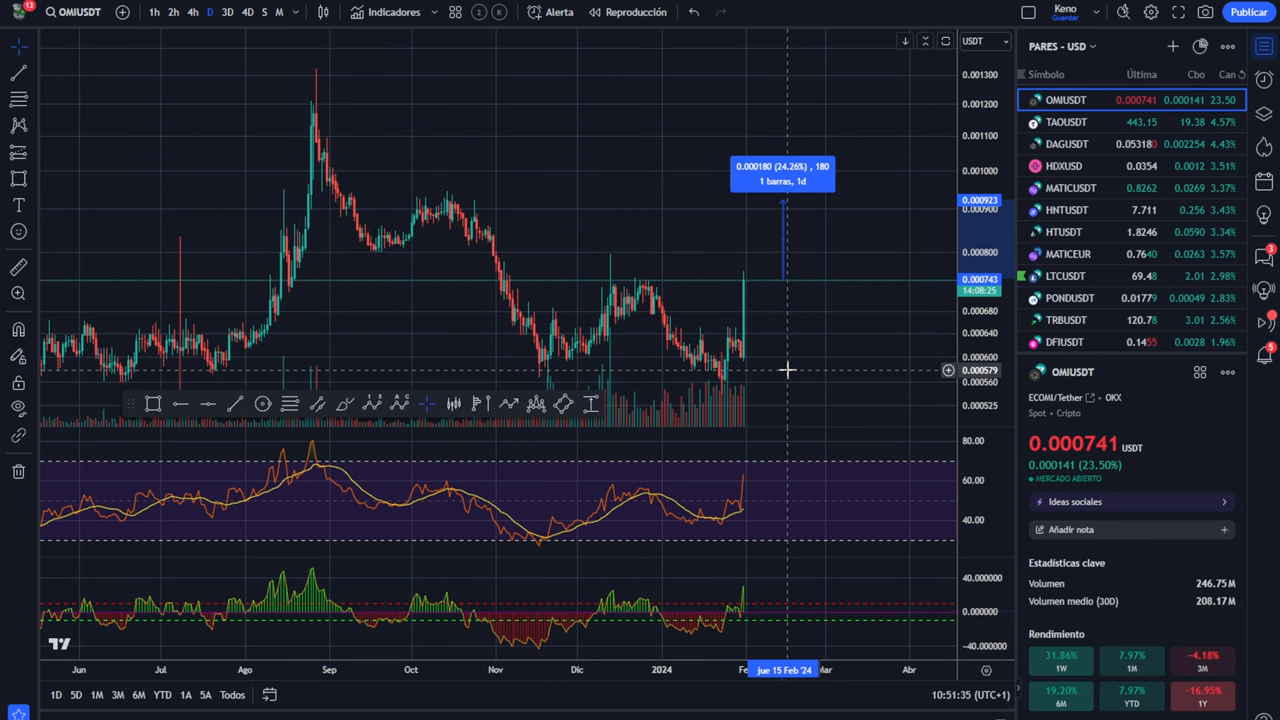 13
OMIUSDT
1h 2h 4h D 3D 4D S M
Indicadores
2 K
Alerta
Reproducción
Keno
Guardar
Publicar
USDT
0.001300
0.001200
0.001100
0.001000
0.000923
0.000900
0.000800
0.000743
14:08:25
0.000680
0.000640
0.000600
0.000579
0.000560
0.000525
0.000180 (24.26%) , 180
1 barras, 1d
80.00
60.00
40.00
40.000000
0.000000
−40.000000
Jun Jul Ago Sep Oct Nov Dic 2024 Fe jue 15 Feb '24 Mar Abr
1D 5D 1M 3M 6M YTD 1A 5A Todos
10:51:35 (UTC+1)
PARES - USD
Símbolo Última Cbo Can
OMIUSDT 0.000741 0.000141 23.50
TAOUSDT 443.15 19.38 4.57%
DAGUSDT 0.053180 0.002254 4.43%
HDXUSD 0.0354 0.0012 3.51%
MATICUSDT 0.8262 0.0269 3.37%
HNTUSDT 7.711 0.256 3.43%
HTUSDT 1.8246 0.0590 3.34%
MATICEUR 0.7640 0.0263 3.57%
LTCUSDT 69.48 2.01 2.98%
PONDUSDT 0.01779 0.00049 2.83%
TRBUSDT 120.78 3.01 2.56%
DFIUSDT 0.1455 0.0028 1.96%
OMIUSDT
ECOMI/Tether • OKX
Spot • Cripto
0.000741 USDT
0.000141 (23.50%)
MERCADO ABIERTO
Ideas sociales
Añadir nota
Estadísticas clave
Volumen 246.75M
Volumen medio (30D) 208.17M
Rendimiento
31.86% 7.97% −4.18%
1W 1M 3M
19.20% 7.97% −16.95%
6M YTD 1Y
3
5